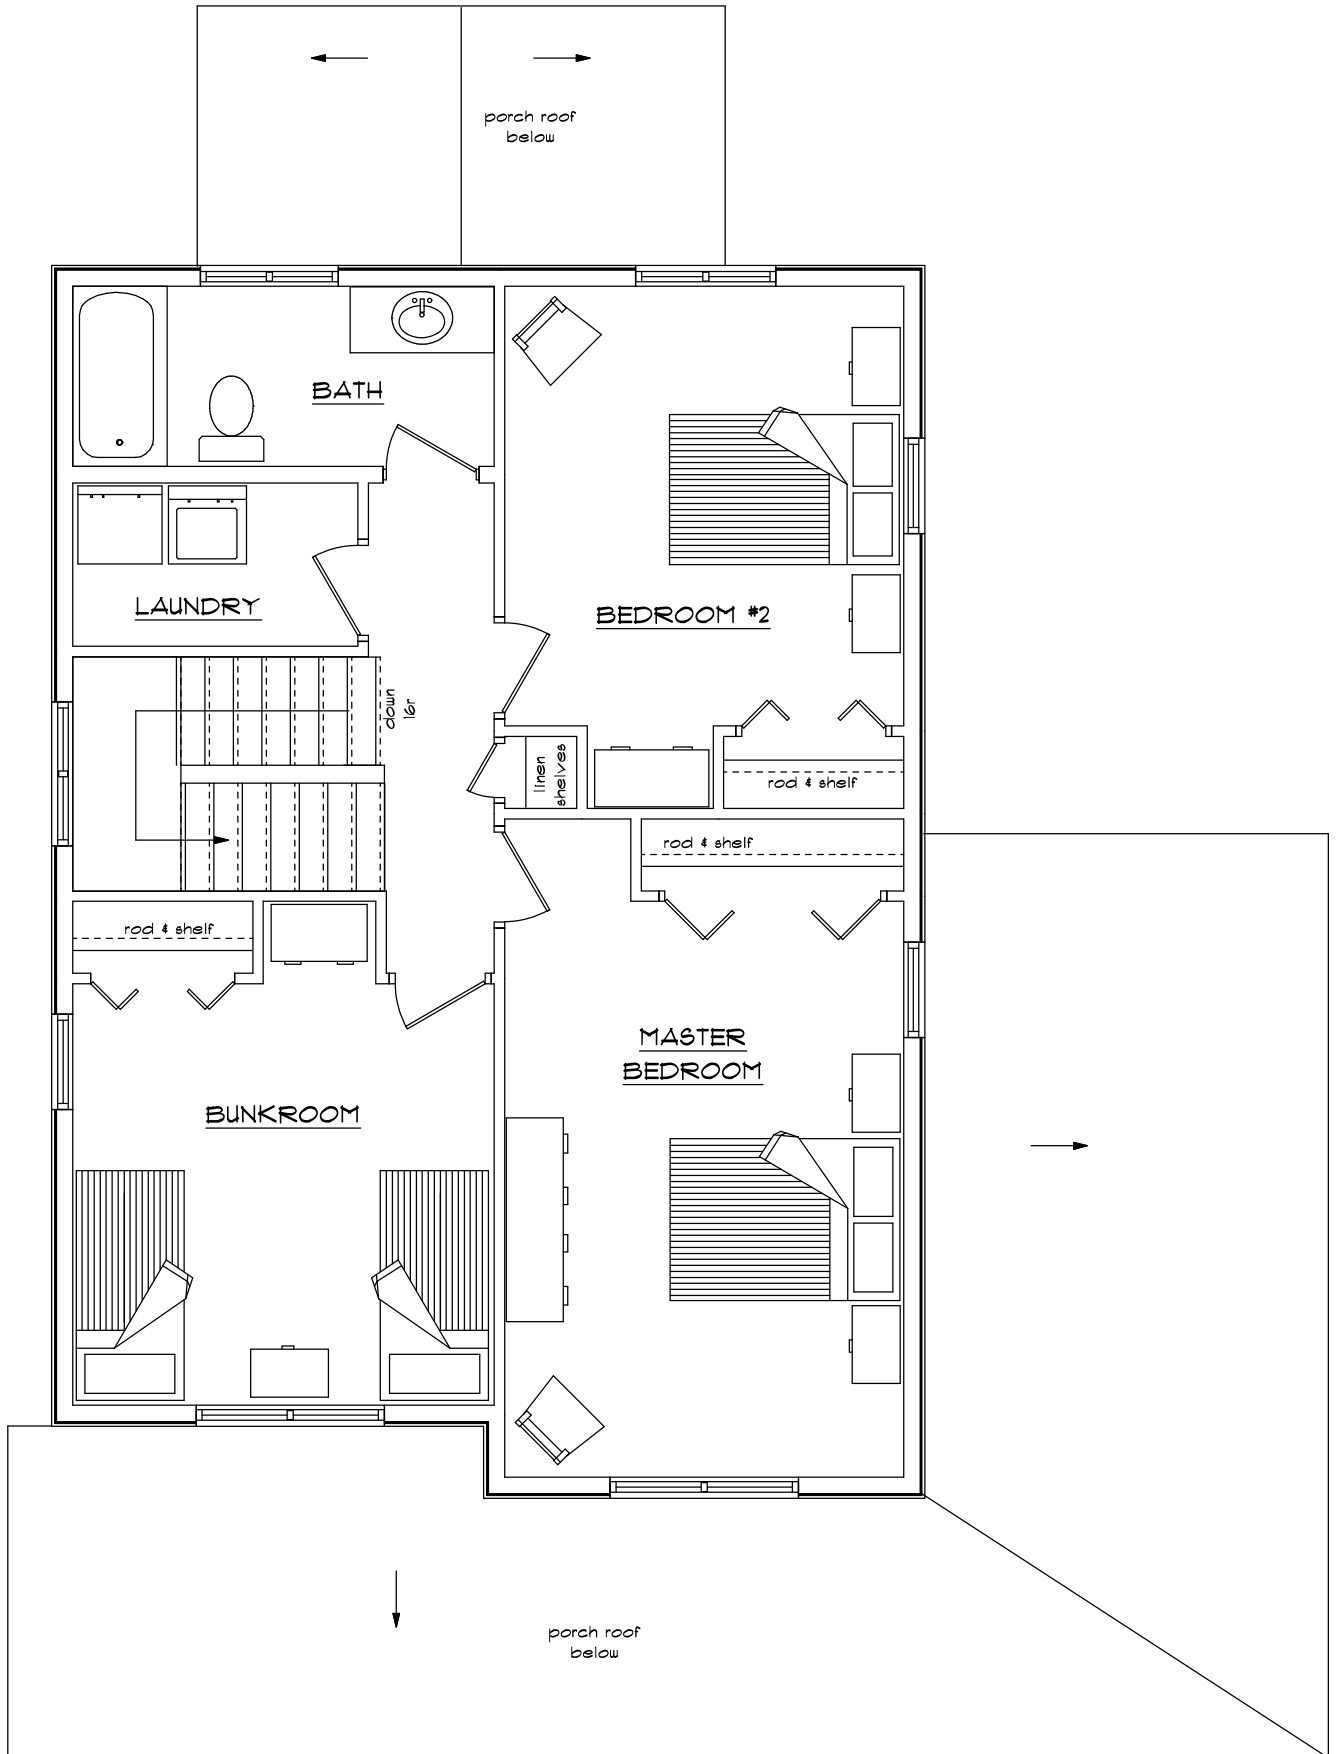 porch roof
below
BATH
LAUNDRY
BEDROOM #2
down
16r
linen
shelves
rod & shelf
rod & shelf
rod & shelf
MASTER
BEDROOM
BUNKROOM
porch roof
below